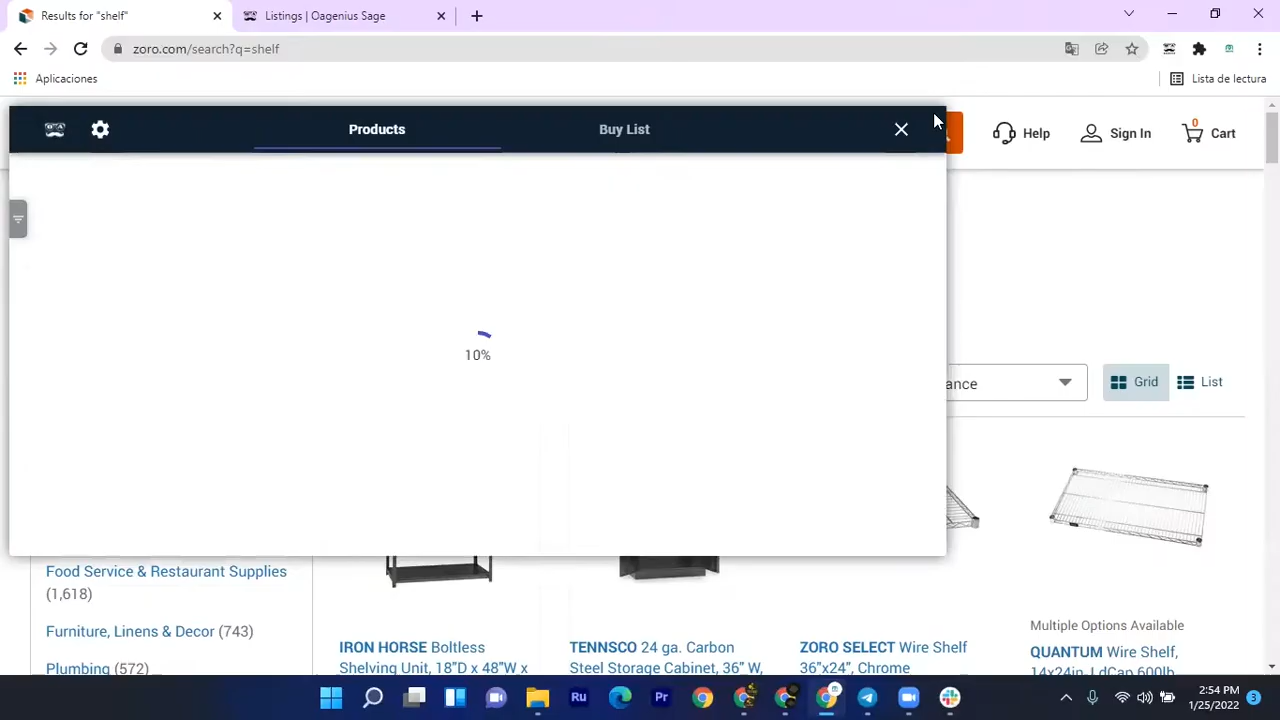 Results for "shelf"
Listings | Oagenius Sage
zoro.com/search?q=shelf
Aplicaciones
Lista de lectura
Products
Buy List
Help
Sign In
0
Cart
10%
ance
Grid
List
Food Service & Restaurant Supplies
(1,618)
Furniture, Linens & Decor (743)
Plumbing (572)
IRON HORSE Boltless
Shelving Unit, 18"D x 48"W x
TENNSCO 24 ga. Carbon
Steel Storage Cabinet, 36" W,
ZORO SELECT Wire Shelf
36"x24", Chrome
Multiple Options Available
QUANTUM Wire Shelf,
14x24in, LdCap 600lb
Ru
Pr
2:54 PM
1/25/2022
3